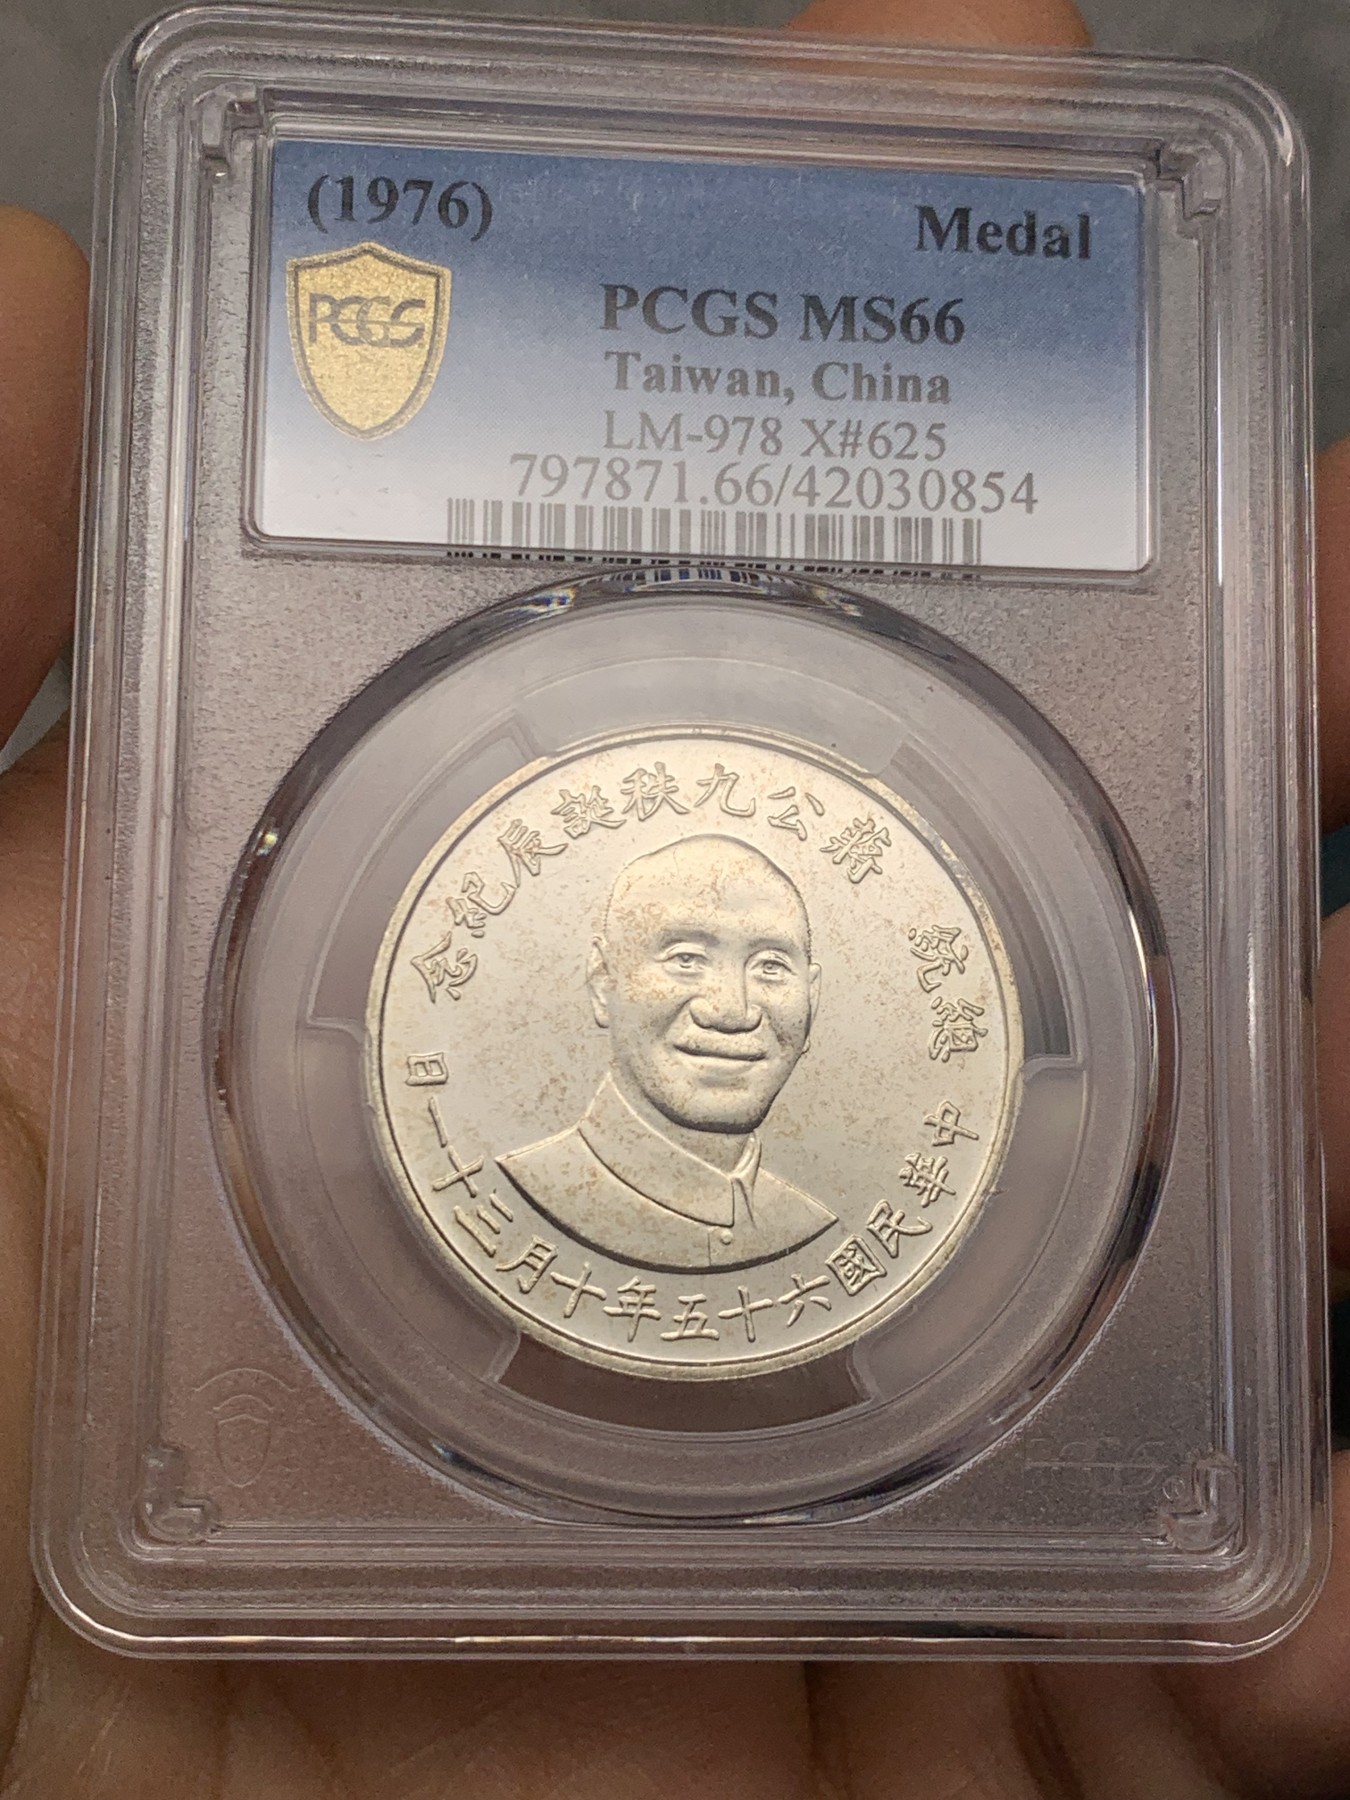 (1976) Medal
PCGS
PCGS MS66
Taiwan, China
LM-978 X#625
797871.66/42030854
總統 蔣公九秩誕辰紀念
中華民國六十五年十月三十一日